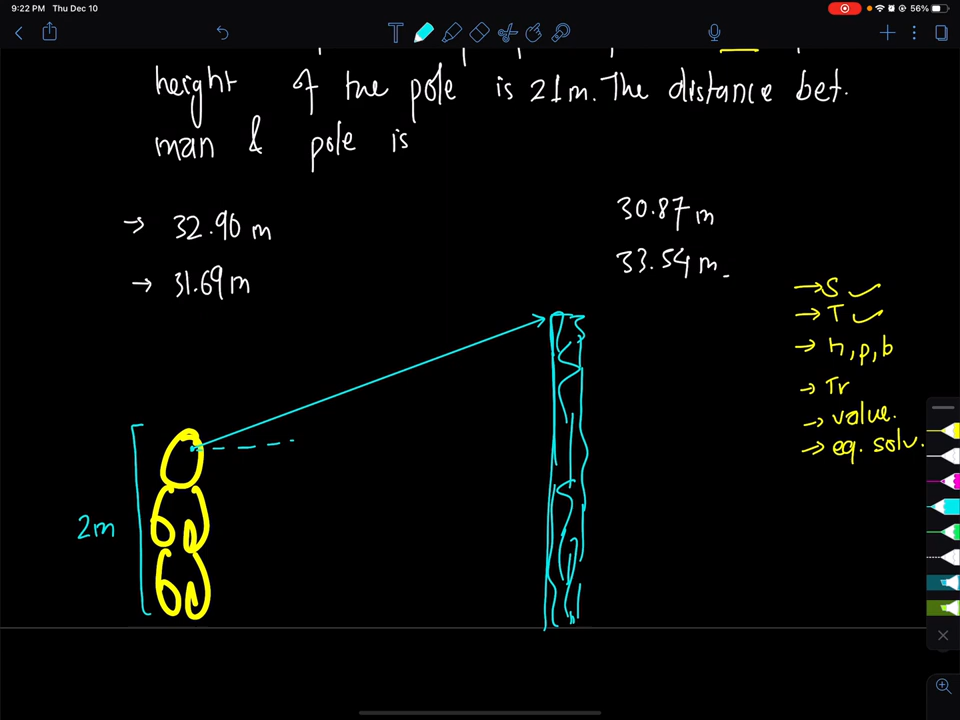 9:22 PM Thu Dec 10
56%
height of the pole is 21m. The distance bet.
man & pole is
→ 32.90 m
30.87 m
→ 31.69 m
33.54 m.
→ S ✓
→ T ✓
→ h, p, b
→ Tr
→ value.
→ eq. solv.
2m